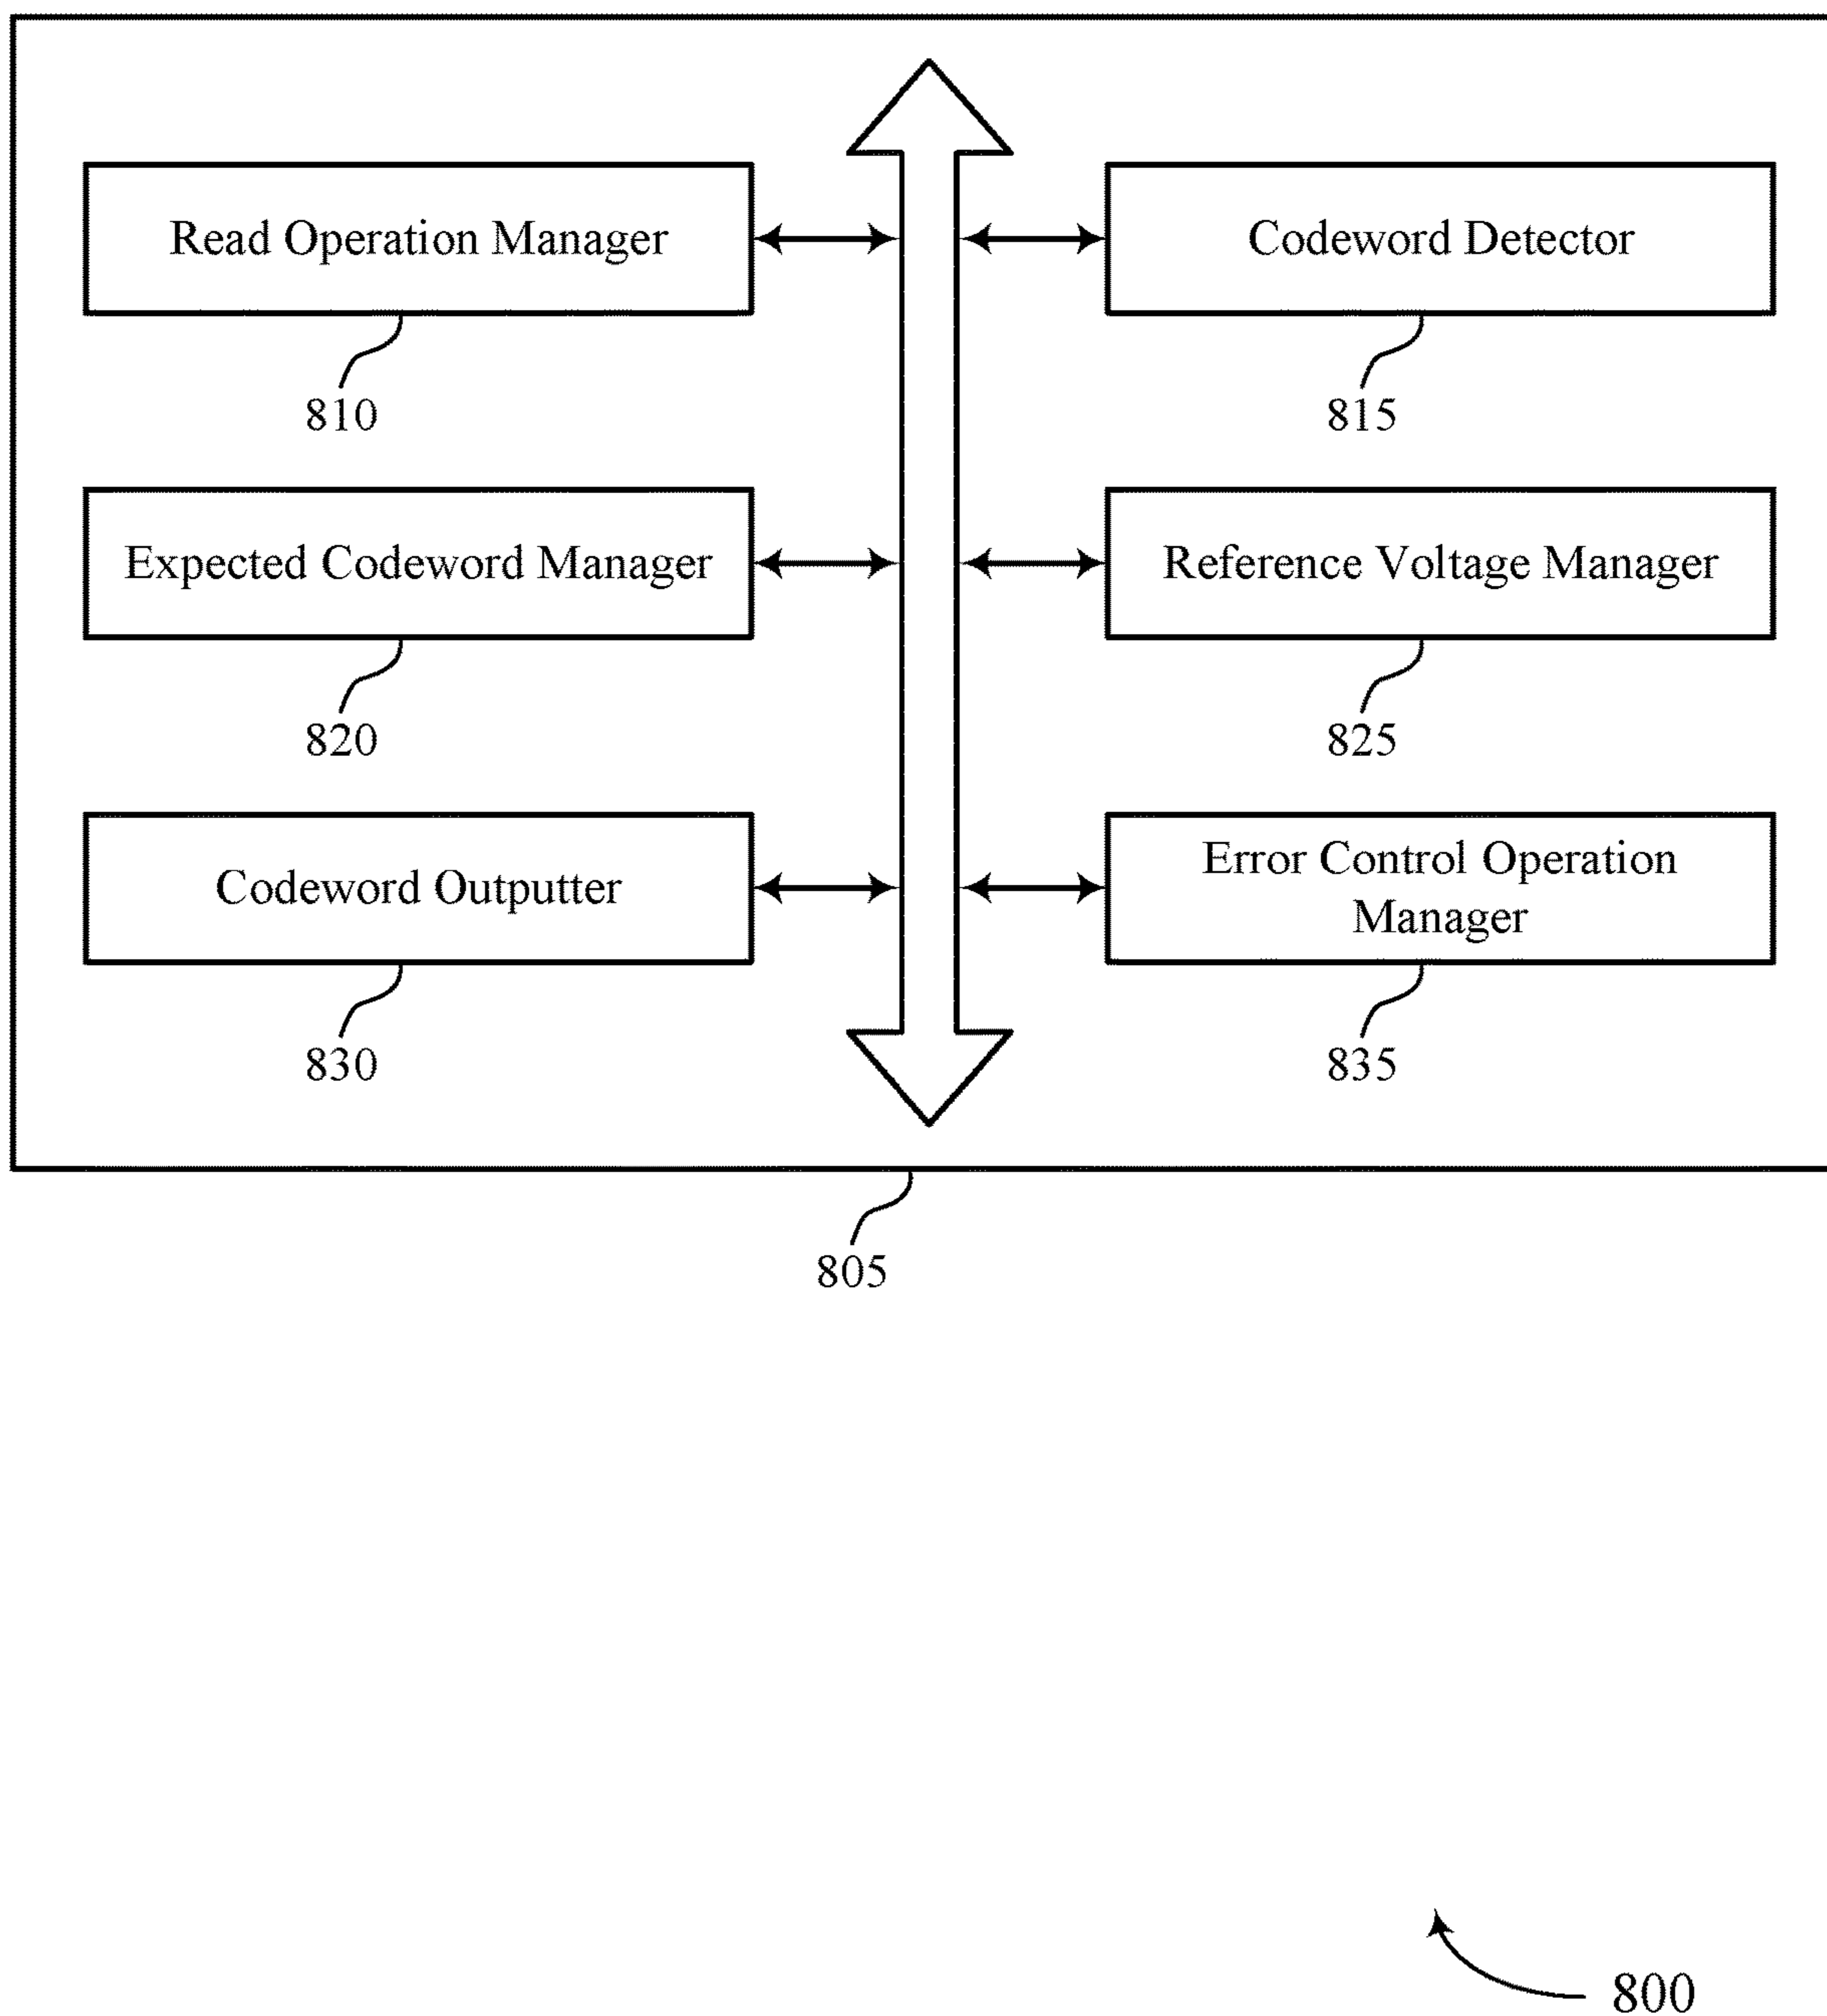 Read Operation Manager
Codeword Detector
810
815
Expected Codeword Manager
Reference Voltage Manager
820
825
Codeword Outputter
Error Control Operation
Manager
830
835
805
800